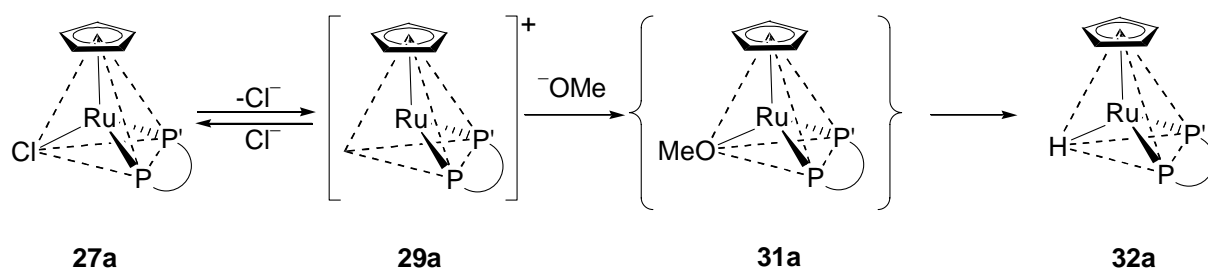 +
-Cl⁻
Cl⁻
⁻OMe
Ru
Cl
P'
P
Ru
P'
P
Ru
MeO
P'
P
Ru
H
P'
P
27a 29a 31a 32a